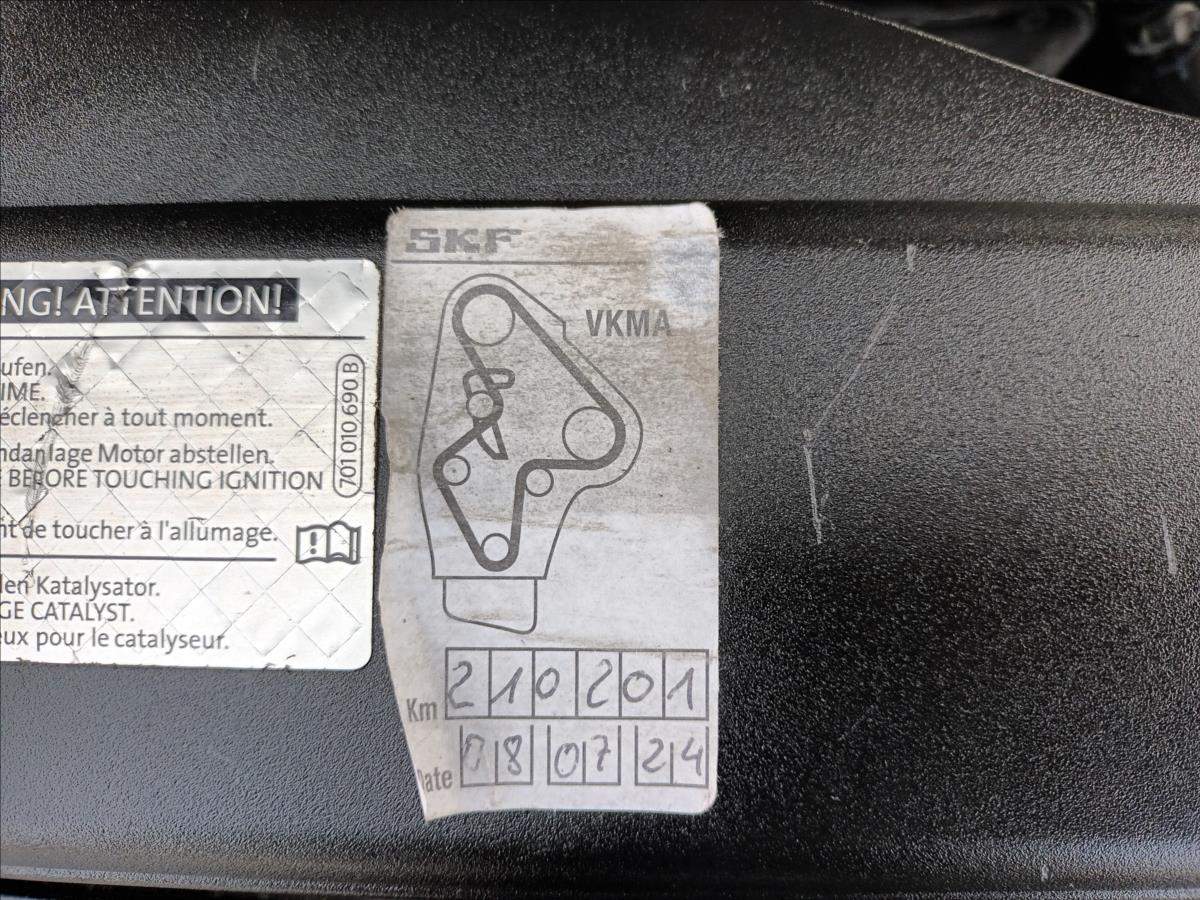 NG! ATTENTION!
ufen.
IME.
éclencher à tout moment.
ndanlage Motor abstellen.
BEFORE TOUCHING IGNITION
nt de toucher à l'allumage.
len Katalysator.
GE CATALYST.
eux pour le catalyseur.
701 010 690 B
SKF
VKMA
Km 210201
Date 08 07 24